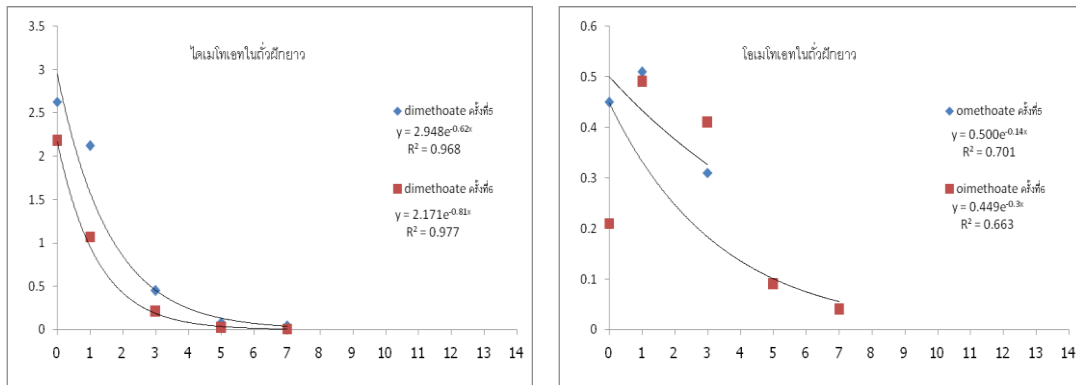 ไดเมโทเอทในถั่วฝักยาว
3.5
3
2.5
2
1.5
1
0.5
0
dimethoate ครั้งที่5
y = 2.948e^-0.62x
R² = 0.968
dimethoate ครั้งที่6
y = 2.171e^-0.81x
R² = 0.977
0 1 2 3 4 5 6 7 8 9 10 11 12 13 14
โอเมโทเอทในถั่วฝักยาว
0.6
0.5
0.4
0.3
0.2
0.1
0
omethoate ครั้งที่5
y = 0.500e^-0.14x
R² = 0.701
oimethoate ครั้งที่6
y = 0.449e^-0.3x
R² = 0.663
0 1 2 3 4 5 6 7 8 9 10 11 12 13 14